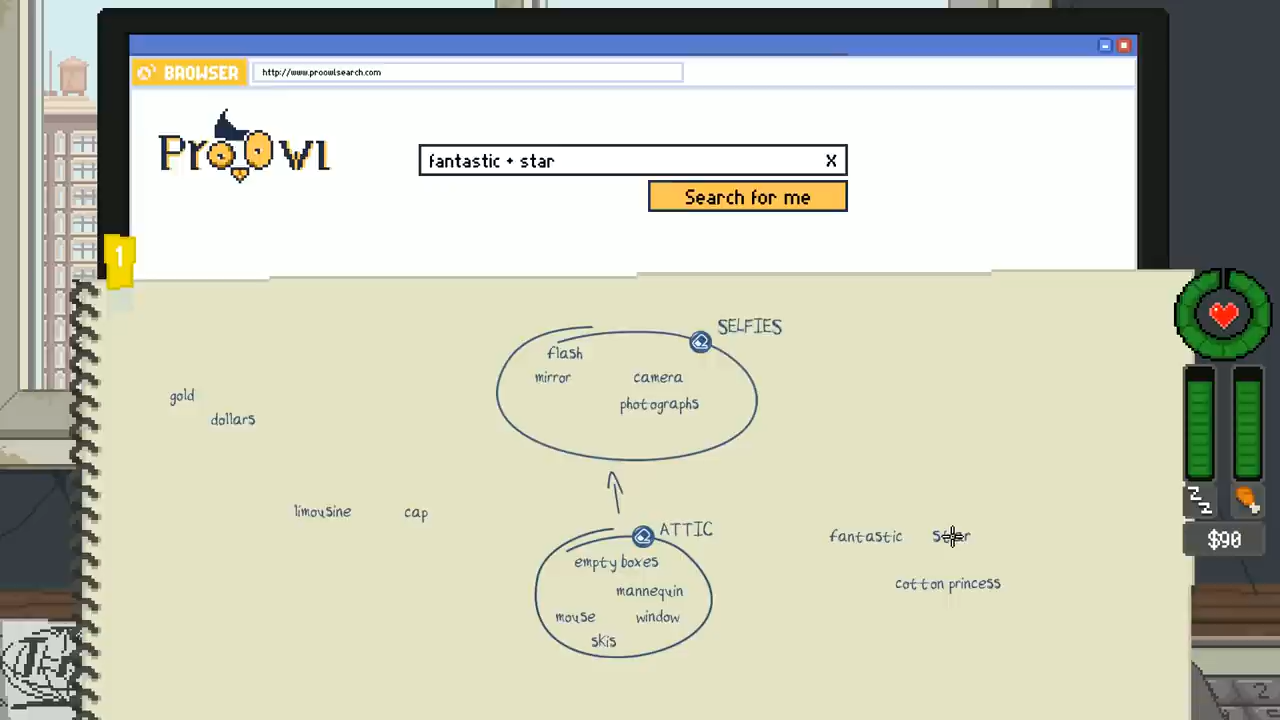 BROWSER
http://www.proowlsearch.com
PrOOwl
fantastic + star X
Search for me
1
SELFIES
flash
mirror camera
photographs
gold
dollars
limousine cap
ATTIC
empty boxes
mannequin
mouse window
skis
fantastic star
cotton princess
$90